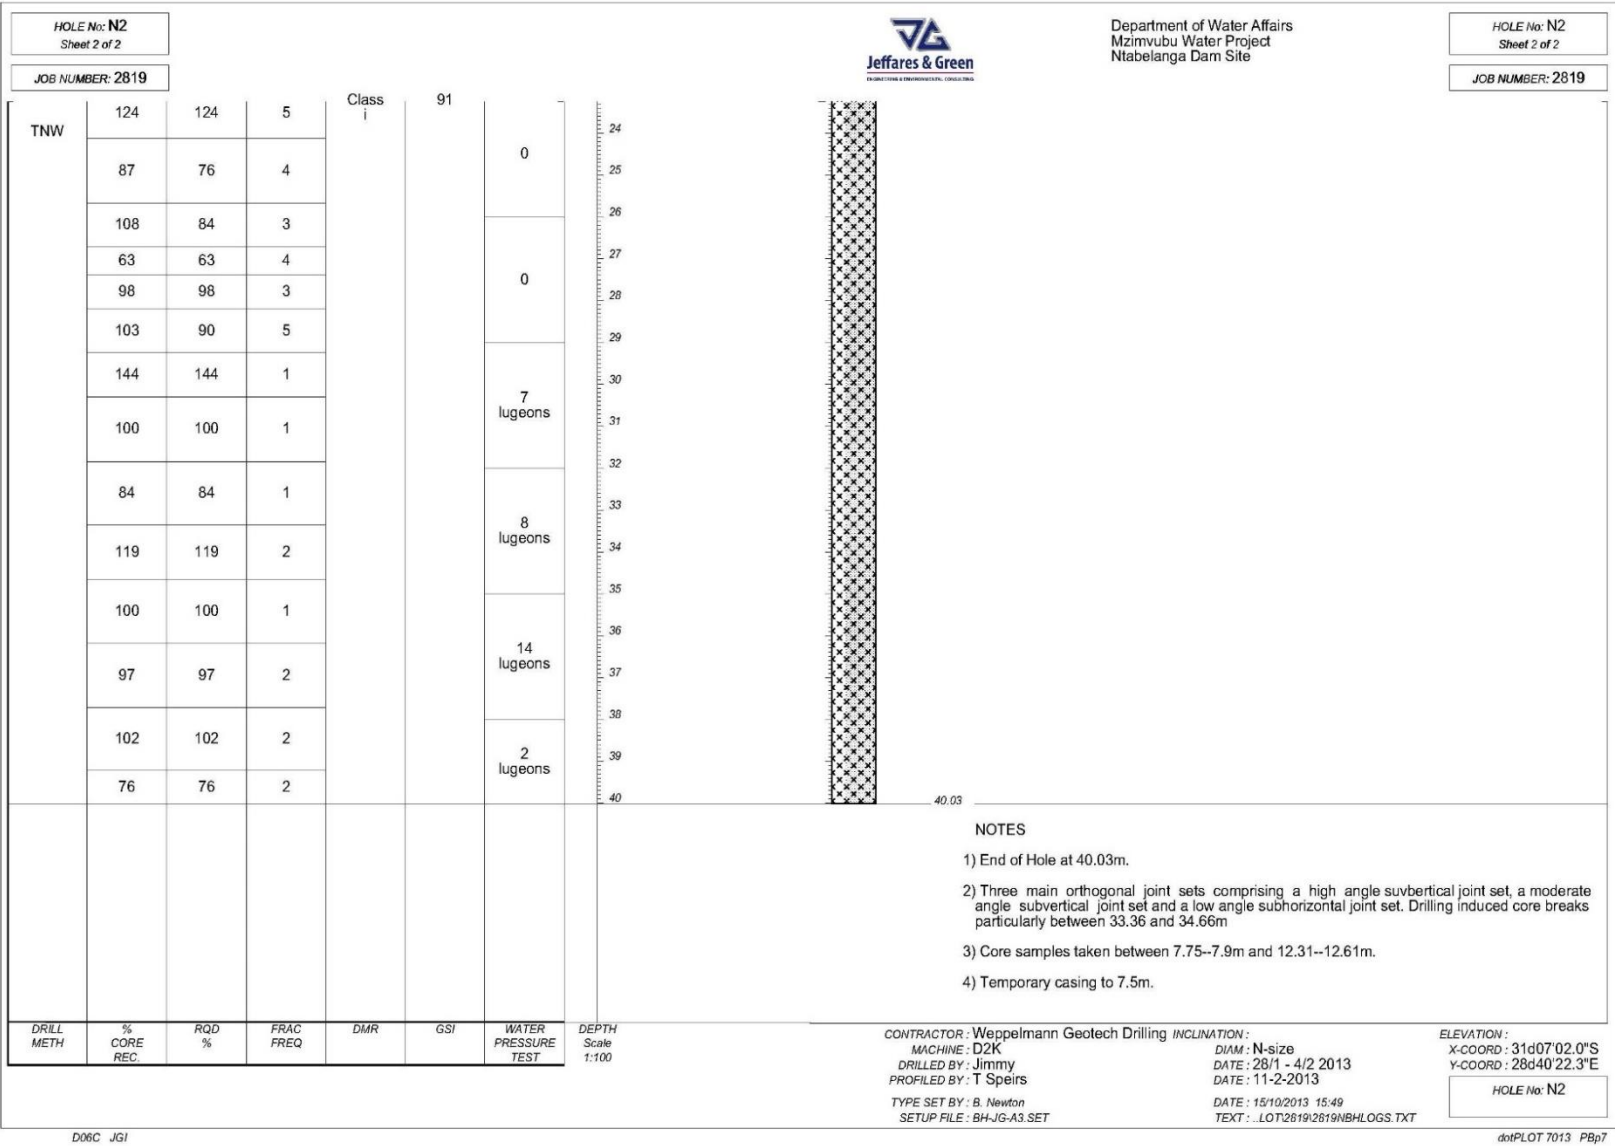 HOLE No: N2
Sheet 2 of 2
JOB NUMBER: 2819
Jeffares & Green
ENGINEERING & ENVIRONMENTAL CONSULTING
Department of Water Affairs
Mzimvubu Water Project
Ntabelanga Dam Site
HOLE No: N2
Sheet 2 of 2
JOB NUMBER: 2819
TNW
124 124 5
Class
i
91
87 76 4
108 84 3
63 63 4
98 98 3
103 90 5
144 144 1
100 100 1
84 84 1
119 119 2
100 100 1
97 97 2
102 102 2
76 76 2
0
0
7
lugeons
8
lugeons
14
lugeons
2
lugeons
24
25
26
27
28
29
30
31
32
33
34
35
36
37
38
39
40
40.03
NOTES
1) End of Hole at 40.03m.
2) Three main orthogonal joint sets comprising a high angle suvbertical joint set, a moderate
angle subvertical joint set and a low angle subhorizontal joint set. Drilling induced core breaks
particularly between 33.36 and 34.66m
3) Core samples taken between 7.75--7.9m and 12.31--12.61m.
4) Temporary casing to 7.5m.
DRILL
METH
%
CORE
REC.
RQD
%
FRAC
FREQ
DMR
GSI
WATER
PRESSURE
TEST
DEPTH
Scale
1:100
CONTRACTOR : Weppelmann Geotech Drilling
MACHINE : D2K
DRILLED BY : Jimmy
PROFILED BY : T Speirs
TYPE SET BY : B. Newton
SETUP FILE : BH-JG-A3.SET
INCLINATION :
DIAM : N-size
DATE : 28/1 - 4/2 2013
DATE : 11-2-2013
DATE : 15/10/2013 15:49
TEXT : ..LOT\2819\2819NBHLOGS.TXT
ELEVATION :
X-COORD : 31d07'02.0"S
Y-COORD : 28d40'22.3"E
HOLE No: N2
D06C JGI
dotPLOT 7013 PBp7